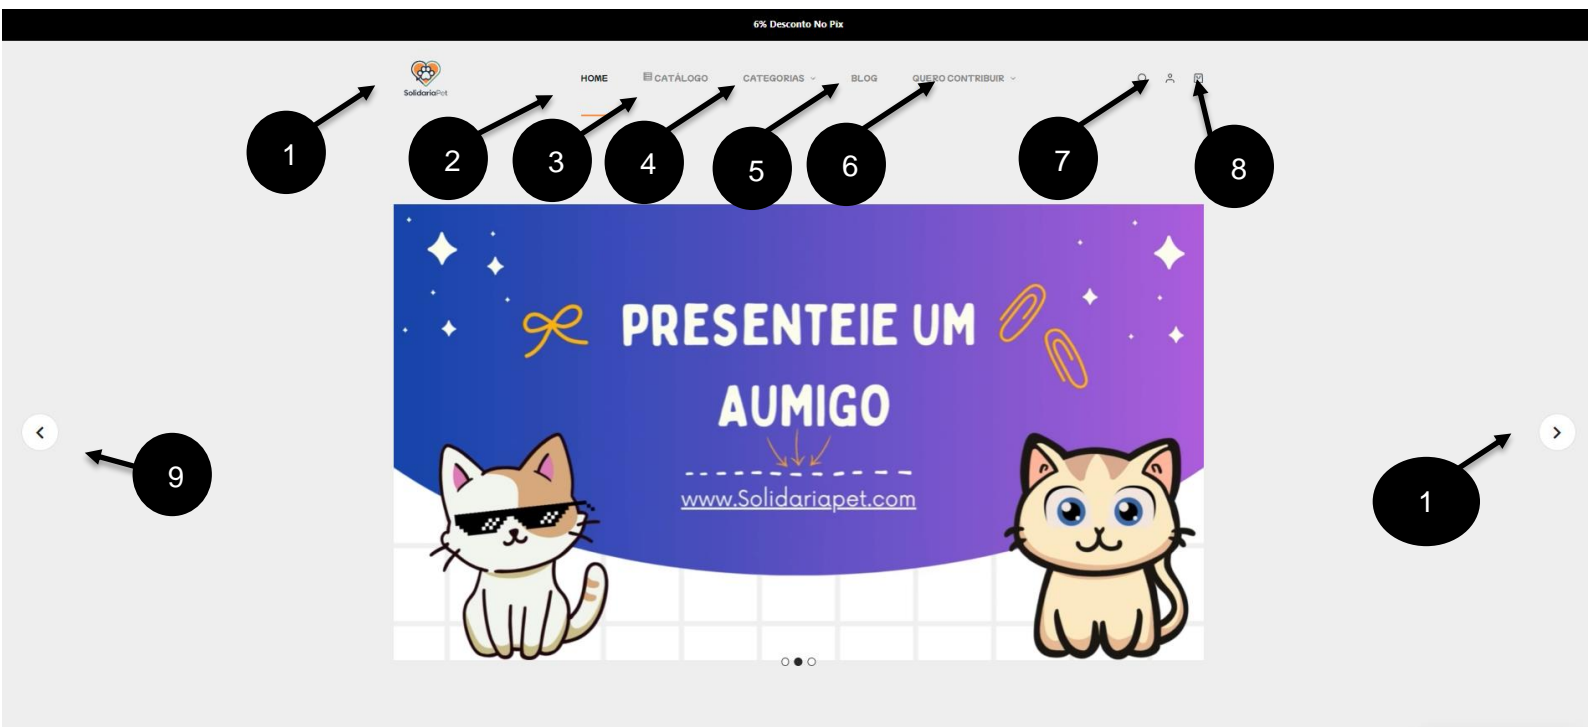 6% Desconto No Pix
SolidariaPet
HOME CATÁLOGO CATEGORIAS BLOG QUERO CONTRIBUIR
1 2 3 4 5 6 7 8
PRESENTEIE UM
AUMIGO
www.Solidariapet.com
9 1